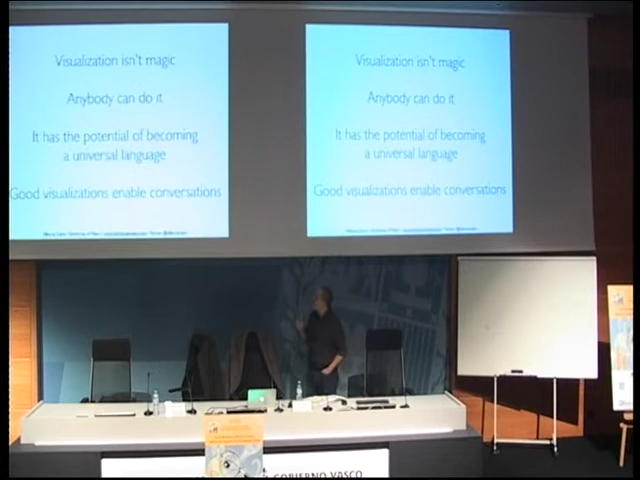 Visualization isn't magic
Anybody can do it
It has the potential of becoming
a universal language
Good visualizations enable conversations
Visualization isn't magic
Anybody can do it
It has the potential of becoming
a universal language
Good visualizations enable conversations
GOBIERNO VASCO